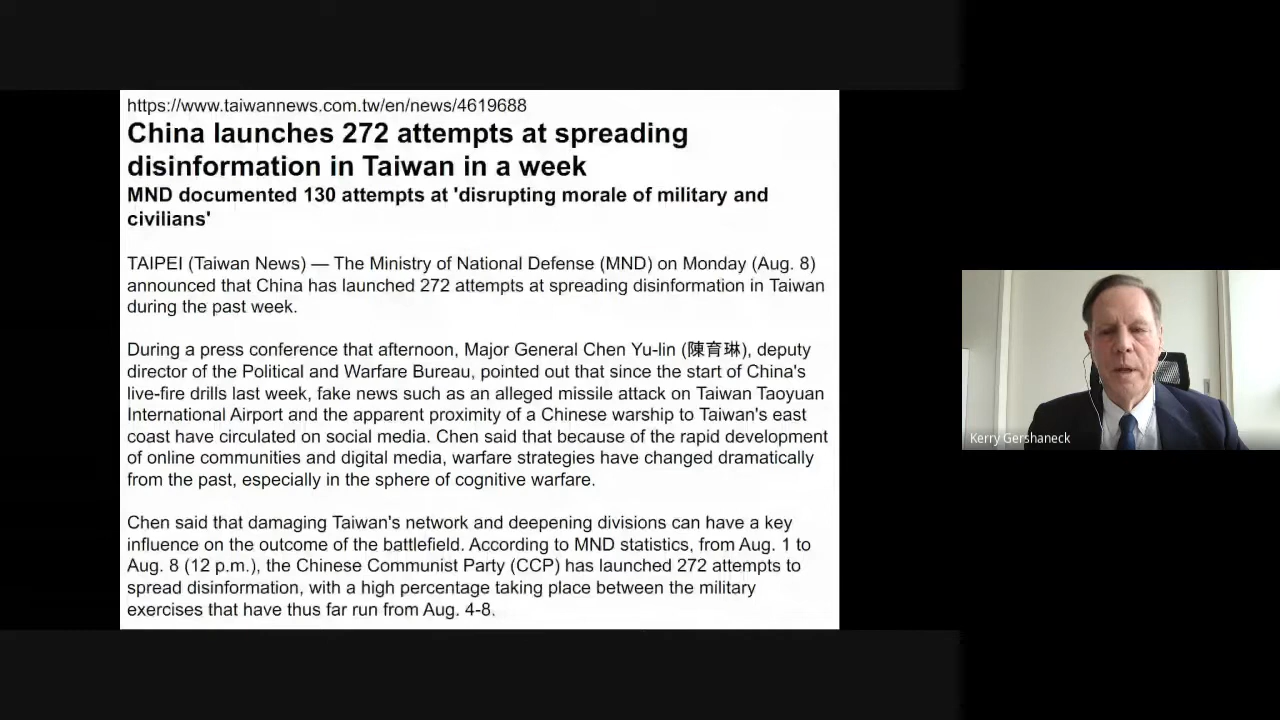 https://www.taiwannews.com.tw/en/news/4619688
China launches 272 attempts at spreading
disinformation in Taiwan in a week
MND documented 130 attempts at 'disrupting morale of military and
civilians'
TAIPEI (Taiwan News) — The Ministry of National Defense (MND) on Monday (Aug. 8)
announced that China has launched 272 attempts at spreading disinformation in Taiwan
during the past week.
During a press conference that afternoon, Major General Chen Yu-lin (陳育琳), deputy
director of the Political and Warfare Bureau, pointed out that since the start of China's
live-fire drills last week, fake news such as an alleged missile attack on Taiwan Taoyuan
International Airport and the apparent proximity of a Chinese warship to Taiwan's east
coast have circulated on social media. Chen said that because of the rapid development
of online communities and digital media, warfare strategies have changed dramatically
from the past, especially in the sphere of cognitive warfare.
Chen said that damaging Taiwan's network and deepening divisions can have a key
influence on the outcome of the battlefield. According to MND statistics, from Aug. 1 to
Aug. 8 (12 p.m.), the Chinese Communist Party (CCP) has launched 272 attempts to
spread disinformation, with a high percentage taking place between the military
exercises that have thus far run from Aug. 4-8.
Kerry Gershaneck